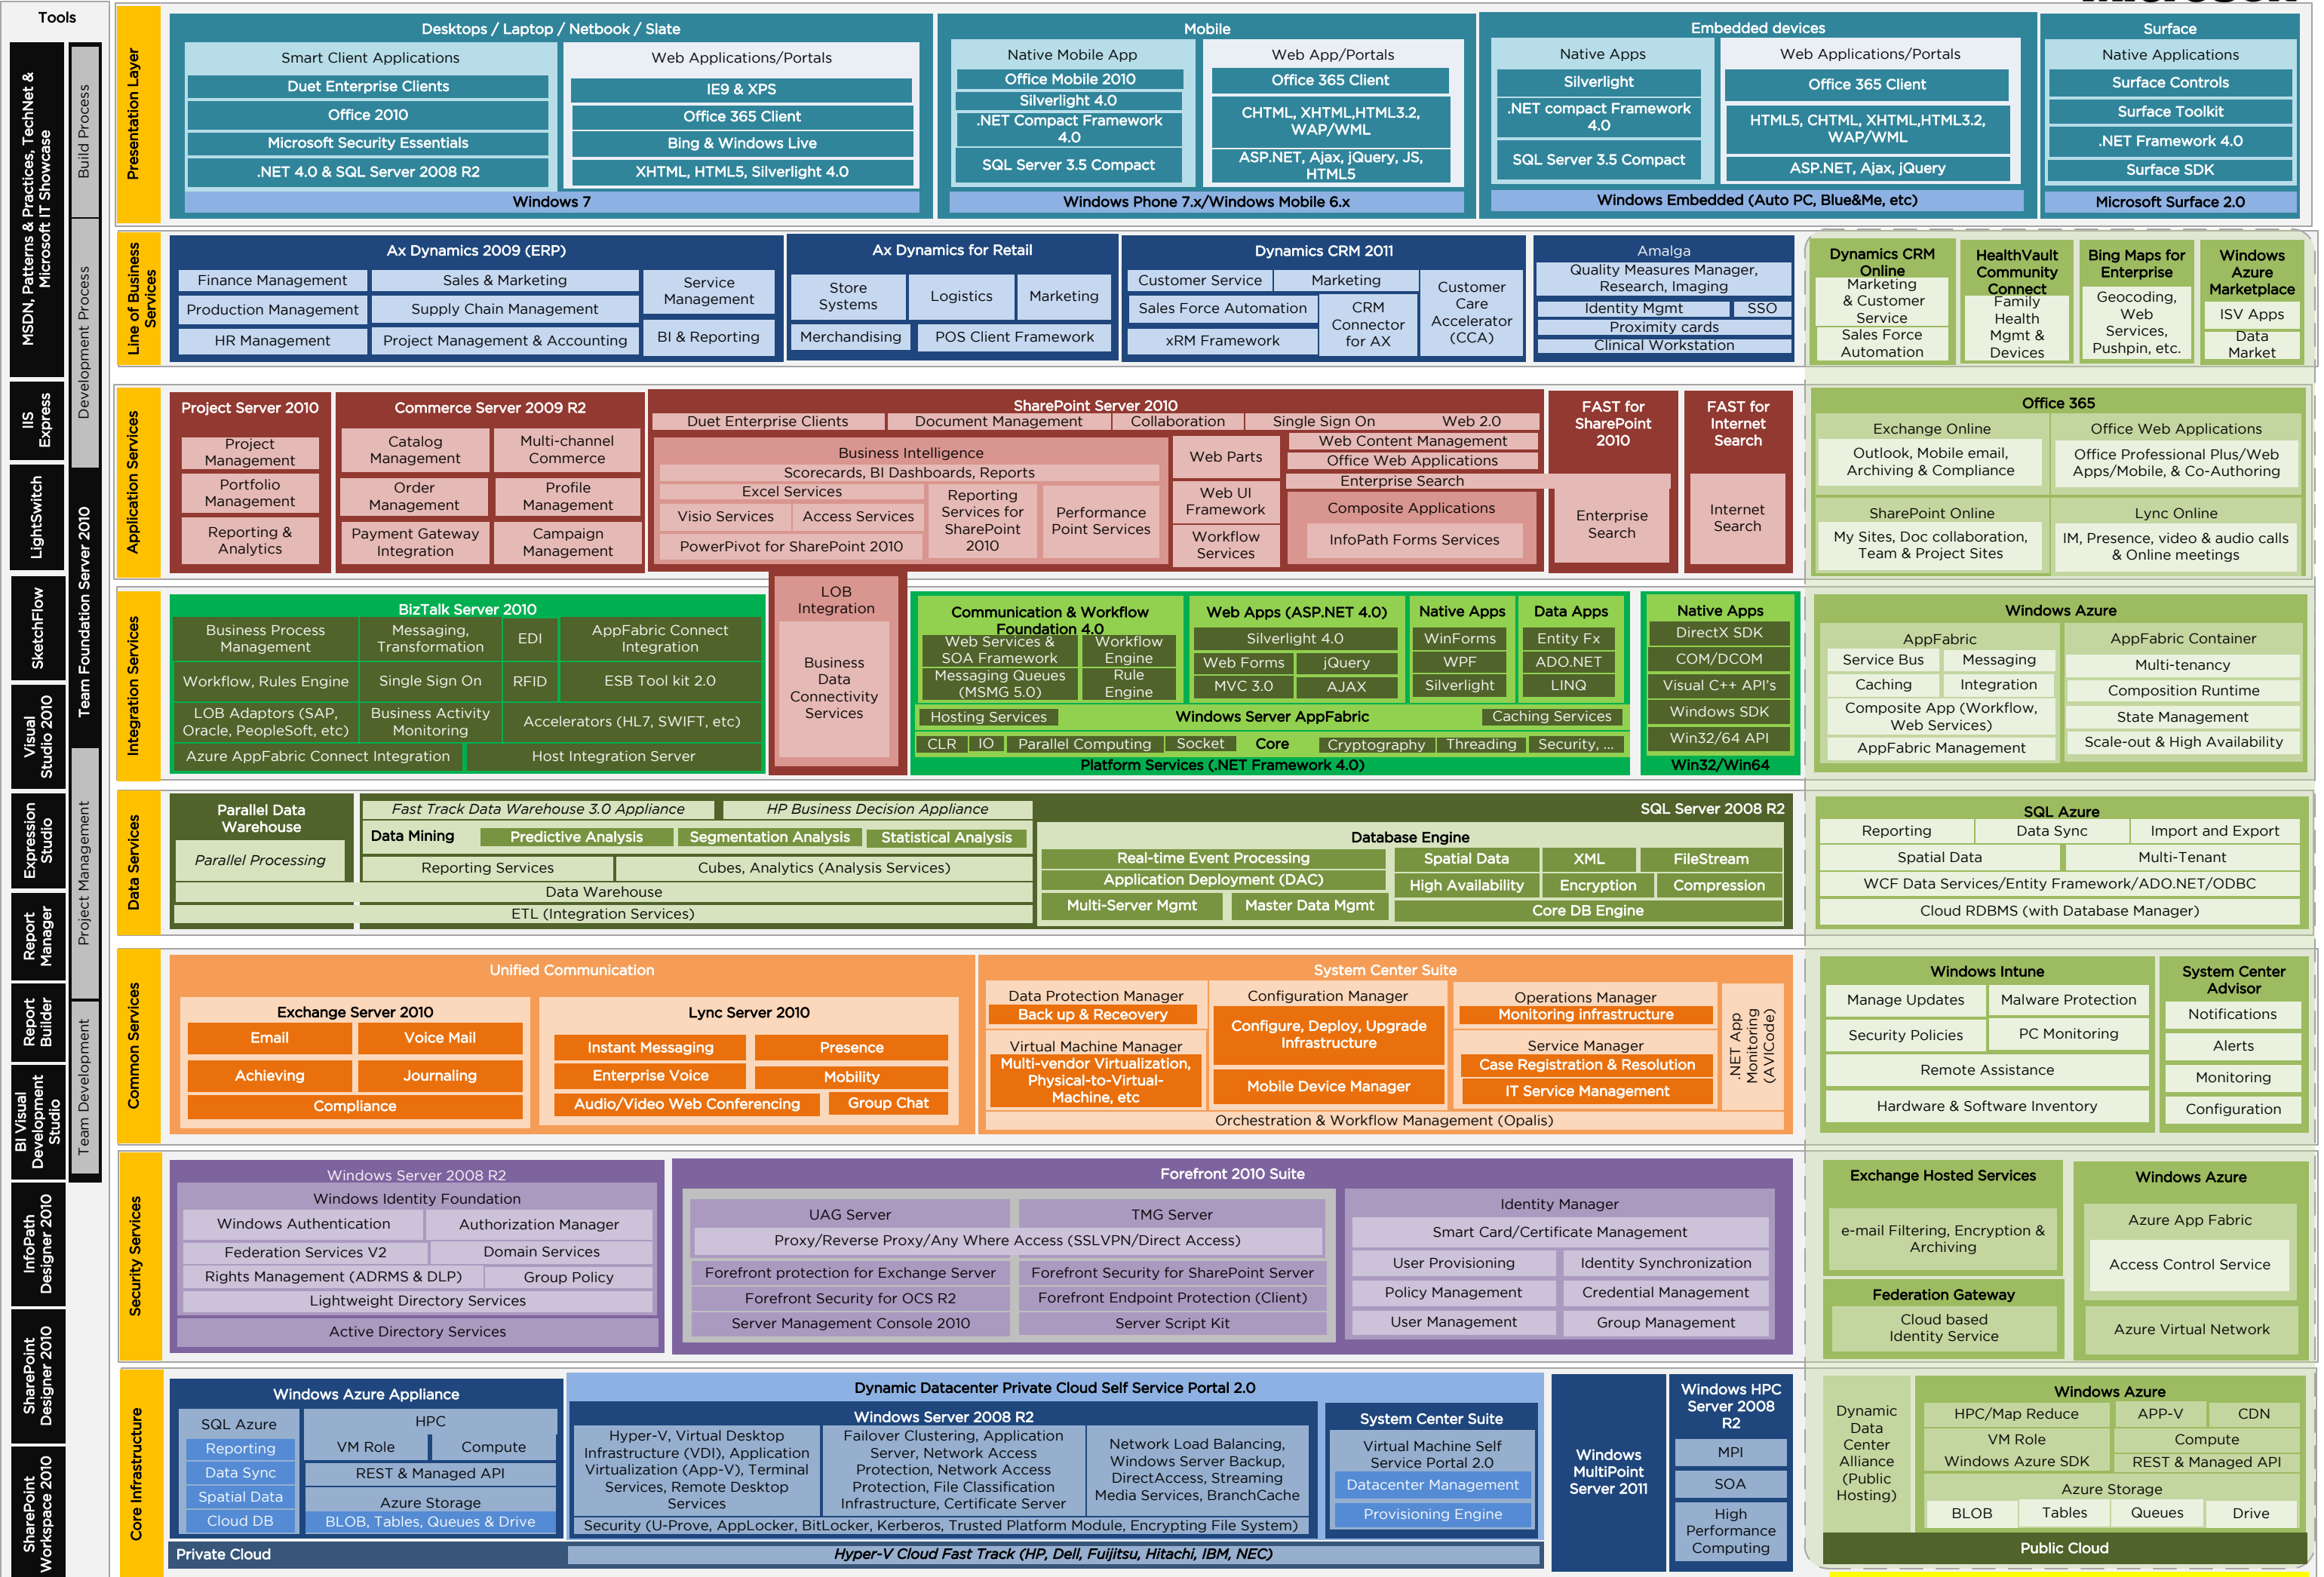 Tools
MSDN, Patterns & Practices, TechNet &
Microsoft IT Showcase
IIS
Express
LightSwitch
SketchFlow
Visual
Studio 2010
Expression
Studio
Report
Manager
Report
Builder
BI Visual
Development
Studio
InfoPath
Designer 2010
SharePoint
Designer 2010
SharePoint
Workspace 2010
Build Process
Development Process
Team Foundation Server 2010
Project Management
Team Development
Presentation Layer
Desktops / Laptop / Netbook / Slate
Smart Client Applications
Duet Enterprise Clients
Office 2010
Microsoft Security Essentials
.NET 4.0 & SQL Server 2008 R2
Web Applications/Portals
IE9 & XPS
Office 365 Client
Bing & Windows Live
XHTML, HTML5, Silverlight 4.0
Windows 7
Mobile
Native Mobile App
Office Mobile 2010
Silverlight 4.0
.NET Compact Framework
4.0
SQL Server 3.5 Compact
Web App/Portals
Office 365 Client
CHTML, XHTML,HTML3.2,
WAP/WML
ASP.NET, Ajax, jQuery, JS,
HTML5
Windows Phone 7.x/Windows Mobile 6.x
Embedded devices
Native Apps
Silverlight
.NET compact Framework
4.0
SQL Server 3.5 Compact
Web Applications/Portals
Office 365 Client
HTML5, CHTML, XHTML,HTML3.2,
WAP/WML
ASP.NET, Ajax, jQuery
Windows Embedded (Auto PC, Blue&Me, etc)
Surface
Native Applications
Surface Controls
Surface Toolkit
.NET Framework 4.0
Surface SDK
Microsoft Surface 2.0
Line of Business
Services
Ax Dynamics 2009 (ERP)
Finance Management
Sales & Marketing
Service
Management
Production Management
Supply Chain Management
HR Management
Project Management & Accounting
BI & Reporting
Ax Dynamics for Retail
Store
Systems
Logistics
Marketing
Merchandising
POS Client Framework
Dynamics CRM 2011
Customer Service
Marketing
Customer
Care
Accelerator
(CCA)
Sales Force Automation
CRM
Connector
for AX
xRM Framework
Amalga
Quality Measures Manager,
Research, Imaging
Identity Mgmt
SSO
Proximity cards
Clinical Workstation
Dynamics CRM
Online
Marketing
& Customer
Service
Sales Force
Automation
HealthVault
Community
Connect
Family
Health
Mgmt &
Devices
Bing Maps for
Enterprise
Geocoding,
Web
Services,
Pushpin, etc.
Windows
Azure
Marketplace
ISV Apps
Data
Market
Application Services
Project Server 2010
Project
Management
Portfolio
Management
Reporting &
Analytics
Commerce Server 2009 R2
Catalog
Management
Multi-channel
Commerce
Order
Management
Profile
Management
Payment Gateway
Integration
Campaign
Management
SharePoint Server 2010
Duet Enterprise Clients
Document Management
Collaboration
Single Sign On
Web 2.0
Business Intelligence
Scorecards, BI Dashboards, Reports
Excel Services
Visio Services
Access Services
PowerPivot for SharePoint 2010
Reporting
Services for
SharePoint
2010
Performance
Point Services
Web Parts
Web UI
Framework
Workflow
Services
Web Content Management
Office Web Applications
Enterprise Search
Composite Applications
InfoPath Forms Services
FAST for
SharePoint
2010
Enterprise
Search
FAST for
Internet
Search
Internet
Search
Office 365
Exchange Online
Outlook, Mobile email,
Archiving & Compliance
Office Web Applications
Office Professional Plus/Web
Apps/Mobile, & Co-Authoring
SharePoint Online
My Sites, Doc collaboration,
Team & Project Sites
Lync Online
IM, Presence, video & audio calls
& Online meetings
Integration Services
BizTalk Server 2010
Business Process
Management
Messaging,
Transformation
EDI
AppFabric Connect
Integration
Workflow, Rules Engine
Single Sign On
RFID
ESB Tool kit 2.0
LOB Adaptors (SAP,
Oracle, PeopleSoft, etc)
Business Activity
Monitoring
Accelerators (HL7, SWIFT, etc)
Azure AppFabric Connect Integration
Host Integration Server
LOB
Integration
Business
Data
Connectivity
Services
Communication & Workflow
Foundation 4.0
Web Services &
SOA Framework
Workflow
Engine
Messaging Queues
(MSMG 5.0)
Rule
Engine
Web Apps (ASP.NET 4.0)
Silverlight 4.0
Web Forms
jQuery
MVC 3.0
AJAX
Native Apps
WinForms
WPF
Silverlight
Data Apps
Entity Fx
ADO.NET
LINQ
Hosting Services
Windows Server AppFabric
Caching Services
CLR
IO
Parallel Computing
Socket
Core
Cryptography
Threading
Security, ...
Platform Services (.NET Framework 4.0)
Native Apps
DirectX SDK
COM/DCOM
Visual C++ API's
Windows SDK
Win32/64 API
Win32/Win64
Windows Azure
AppFabric
Service Bus
Messaging
Caching
Integration
Composite App (Workflow,
Web Services)
AppFabric Management
AppFabric Container
Multi-tenancy
Composition Runtime
State Management
Scale-out & High Availability
Data Services
Parallel Data
Warehouse
Parallel Processing
Fast Track Data Warehouse 3.0 Appliance
HP Business Decision Appliance
SQL Server 2008 R2
Data Mining
Predictive Analysis
Segmentation Analysis
Statistical Analysis
Reporting Services
Cubes, Analytics (Analysis Services)
Data Warehouse
ETL (Integration Services)
Database Engine
Real-time Event Processing
Spatial Data
XML
FileStream
Application Deployment (DAC)
High Availability
Encryption
Compression
Multi-Server Mgmt
Master Data Mgmt
Core DB Engine
SQL Azure
Reporting
Data Sync
Import and Export
Spatial Data
Multi-Tenant
WCF Data Services/Entity Framework/ADO.NET/ODBC
Cloud RDBMS (with Database Manager)
Common Services
Unified Communication
Exchange Server 2010
Email
Voice Mail
Achieving
Journaling
Compliance
Lync Server 2010
Instant Messaging
Presence
Enterprise Voice
Mobility
Audio/Video Web Conferencing
Group Chat
System Center Suite
Data Protection Manager
Back up & Receovery
Virtual Machine Manager
Multi-vendor Virtualization,
Physical-to-Virtual-
Machine, etc
Configuration Manager
Configure, Deploy, Upgrade
Infrastructure
Mobile Device Manager
Operations Manager
Monitoring infrastructure
Service Manager
Case Registration & Resolution
IT Service Management
.NET App
Monitoring
(AVICode)
Orchestration & Workflow Management (Opalis)
Windows Intune
Manage Updates
Malware Protection
Security Policies
PC Monitoring
Remote Assistance
Hardware & Software Inventory
System Center
Advisor
Notifications
Alerts
Monitoring
Configuration
Security Services
Windows Server 2008 R2
Windows Identity Foundation
Windows Authentication
Authorization Manager
Federation Services V2
Domain Services
Rights Management (ADRMS & DLP)
Group Policy
Lightweight Directory Services
Active Directory Services
Forefront 2010 Suite
UAG Server
TMG Server
Proxy/Reverse Proxy/Any Where Access (SSLVPN/Direct Access)
Forefront protection for Exchange Server
Forefront Security for SharePoint Server
Forefront Security for OCS R2
Forefront Endpoint Protection (Client)
Server Management Console 2010
Server Script Kit
Identity Manager
Smart Card/Certificate Management
User Provisioning
Identity Synchronization
Policy Management
Credential Management
User Management
Group Management
Exchange Hosted Services
e-mail Filtering, Encryption &
Archiving
Federation Gateway
Cloud based
Identity Service
Windows Azure
Azure App Fabric
Access Control Service
Azure Virtual Network
Core Infrastructure
Windows Azure Appliance
SQL Azure
Reporting
Data Sync
Spatial Data
Cloud DB
HPC
VM Role
Compute
REST & Managed API
Azure Storage
BLOB, Tables, Queues & Drive
Dynamic Datacenter Private Cloud Self Service Portal 2.0
Windows Server 2008 R2
Hyper-V, Virtual Desktop
Infrastructure (VDI), Application
Virtualization (App-V), Terminal
Services, Remote Desktop
Services
Failover Clustering, Application
Server, Network Access
Protection, Network Access
Protection, File Classification
Infrastructure, Certificate Server
Network Load Balancing,
Windows Server Backup,
DirectAccess, Streaming
Media Services, BranchCache
Security (U-Prove, AppLocker, BitLocker, Kerberos, Trusted Platform Module, Encrypting File System)
System Center Suite
Virtual Machine Self
Service Portal 2.0
Datacenter Management
Provisioning Engine
Windows
MultiPoint
Server 2011
Windows HPC
Server 2008
R2
MPI
SOA
High
Performance
Computing
Private Cloud
Hyper-V Cloud Fast Track (HP, Dell, Fuijitsu, Hitachi, IBM, NEC)
Dynamic
Data
Center
Alliance
(Public
Hosting)
Windows Azure
HPC/Map Reduce
APP-V
CDN
VM Role
Compute
Windows Azure SDK
REST & Managed API
Azure Storage
BLOB
Tables
Queues
Drive
Public Cloud